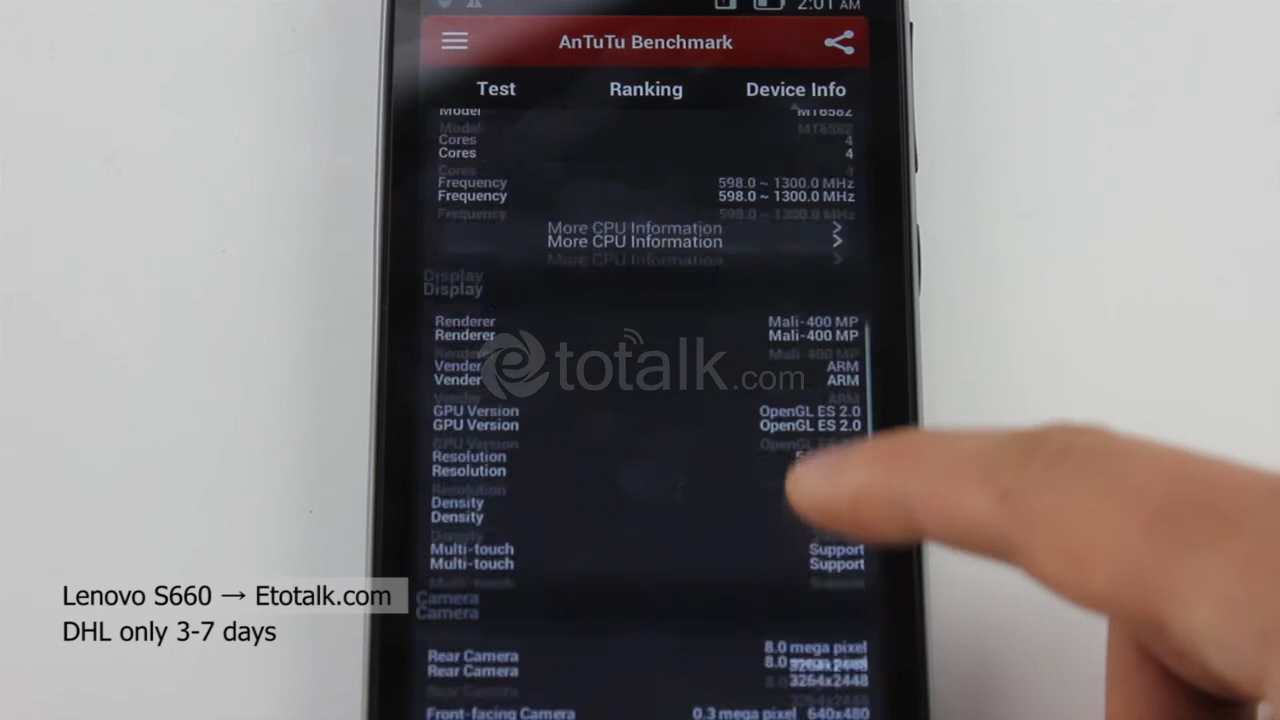 2:01 AM
AnTuTu Benchmark
Test Ranking Device Info
Model MT6582
Cores 4
Frequency 598.0 ~ 1300.0 MHz
More CPU Information
Display
Renderer Mali-400 MP
Vender ARM
GPU Version OpenGL ES 2.0
Resolution
Density
Multi-touch Support
Camera
Rear Camera 8.0 mega pixel 3264x2448
Front-facing Camera 0.3 mega pixel 640x480
etotalk.com
Lenovo S660 → Etotalk.com
DHL only 3-7 days